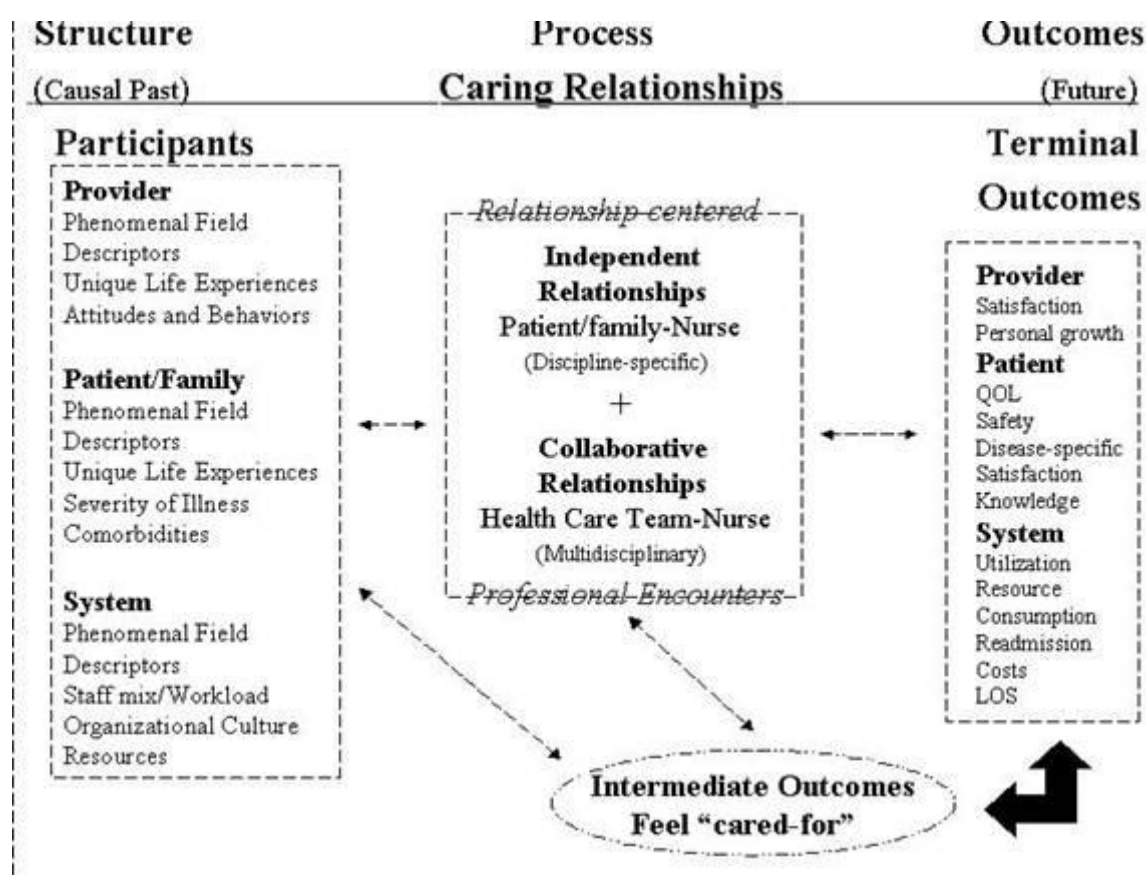 Structure
Process
Outcomes
(Causal Past)
Caring Relationships
(Future)
Participants
Provider
Phenomenal Field
Descriptors
Unique Life Experiences
Attitudes and Behaviors
Patient/Family
Phenomenal Field
Descriptors
Unique Life Experiences
Severity of Illness
Comorbidities
System
Phenomenal Field
Descriptors
Staff mix/Workload
Organizational Culture
Resources
Relationship centered
Independent
Relationships
Patient/family-Nurse
(Discipline-specific)
+
Collaborative
Relationships
Health Care Team-Nurse
(Multidisciplinary)
Professional Encounters
Terminal
Outcomes
Provider
Satisfaction
Personal growth
Patient
QOL
Safety
Disease-specific
Satisfaction
Knowledge
System
Utilization
Resource
Consumption
Readmission
Costs
LOS
Intermediate Outcomes
Feel “cared-for”